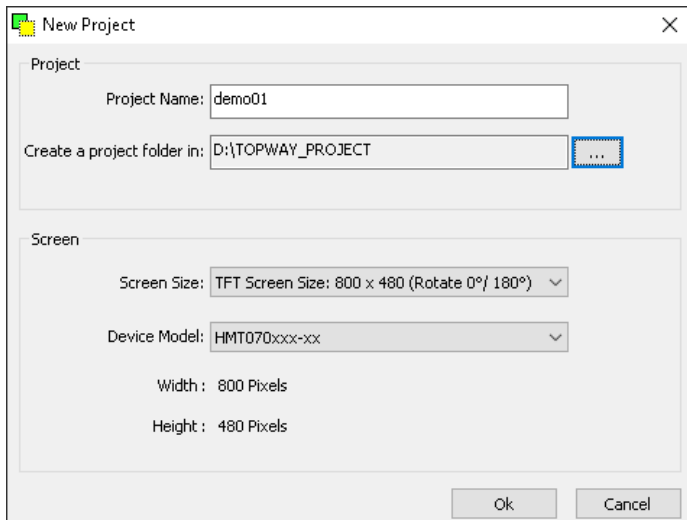 New Project
Project
Project Name: demo01
Create a project folder in: D:\TOPWAY_PROJECT ...
Screen
Screen Size: TFT Screen Size: 800 x 480 (Rotate 0°/ 180°)
Device Model: HMT070xxx-xx
Width : 800 Pixels
Height : 480 Pixels
Ok Cancel